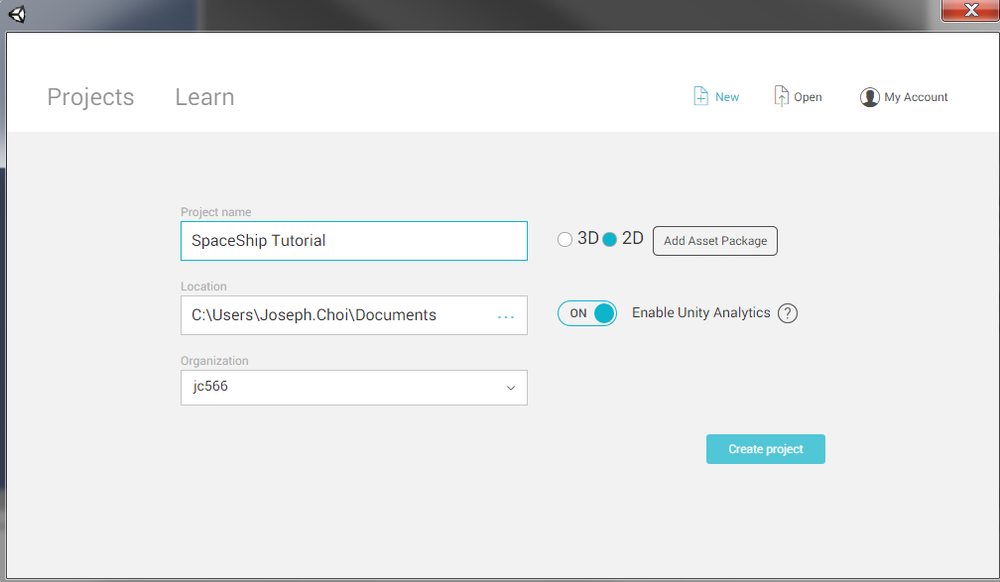 Projects Learn New Open My Account
Project name
SpaceShip Tutorial 3D 2D Add Asset Package
Location
C:\Users\Joseph.Choi\Documents ... ON Enable Unity Analytics ?
Organization
jc566
Create project